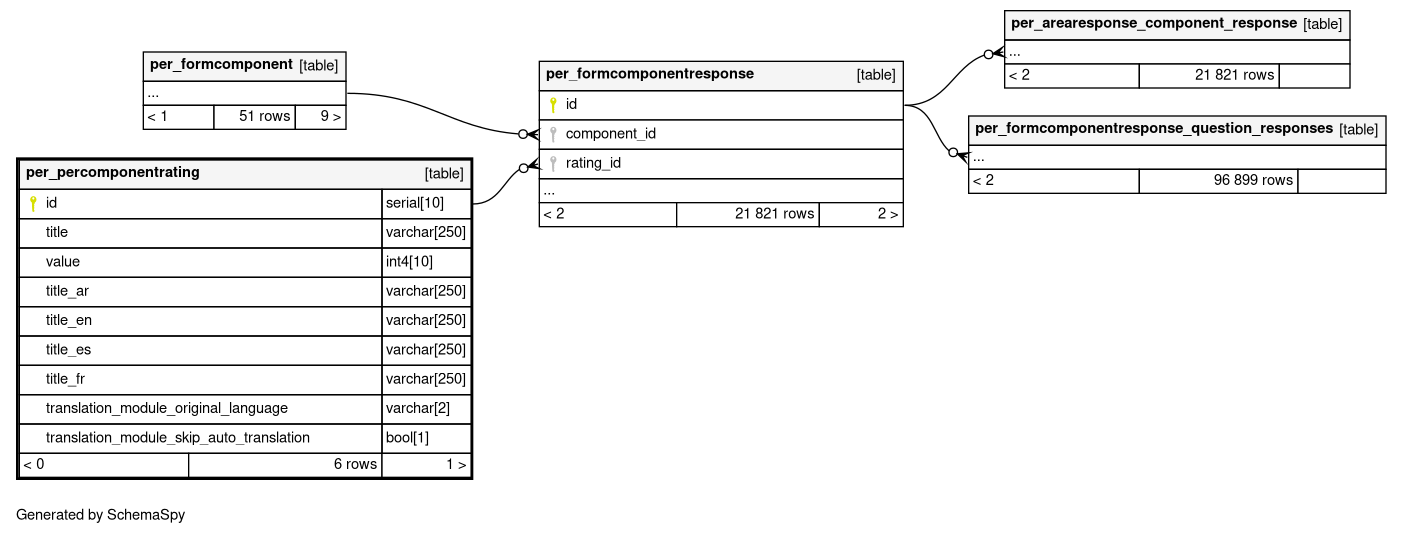 per_formcomponent [table]
...
< 1 51 rows 9 >
per_percomponentrating [table]
id serial[10]
title varchar[250]
value int4[10]
title_ar varchar[250]
title_en varchar[250]
title_es varchar[250]
title_fr varchar[250]
translation_module_original_language varchar[2]
translation_module_skip_auto_translation bool[1]
< 0 6 rows 1 >
per_formcomponentresponse [table]
id
component_id
rating_id
...
< 2 21 821 rows 2 >
per_arearesponse_component_response [table]
...
< 2 21 821 rows
per_formcomponentresponse_question_responses [table]
...
< 2 96 899 rows
Generated by SchemaSpy